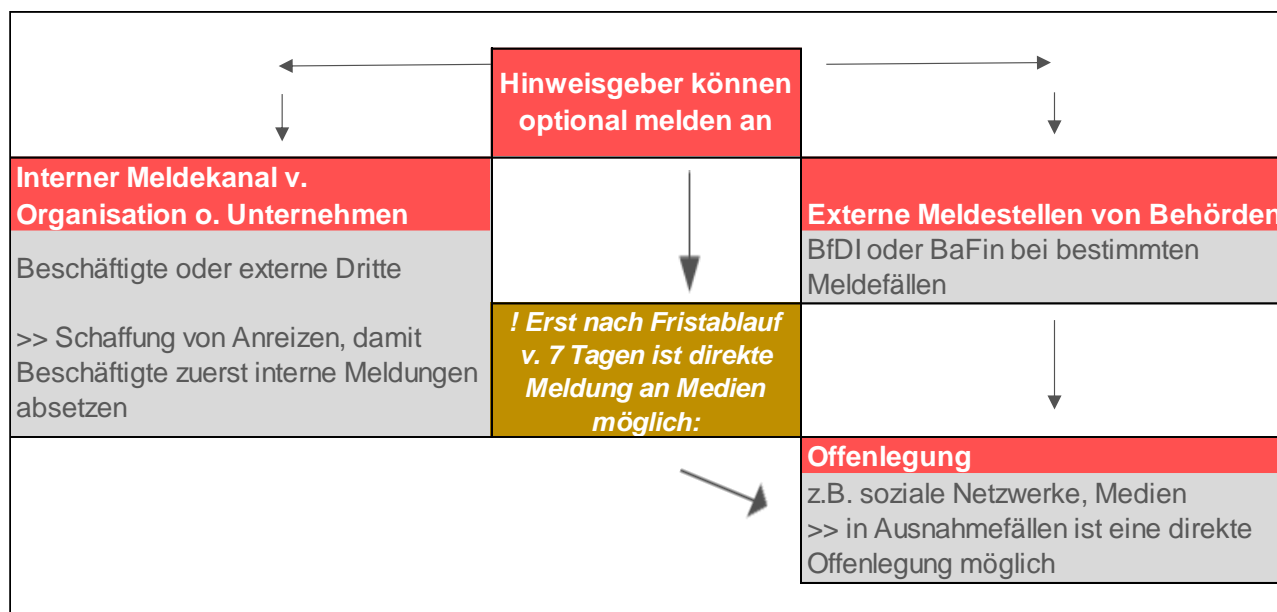 Hinweisgeber können
optional melden an
Interner Meldekanal v.
Organisation o. Unternehmen
Beschäftigte oder externe Dritte
>> Schaffung von Anreizen, damit
Beschäftigte zuerst interne Meldungen
absetzen
! Erst nach Fristablauf
v. 7 Tagen ist direkte
Meldung an Medien
möglich:
Externe Meldestellen von Behörden
BfDI oder BaFin bei bestimmten
Meldefällen
Offenlegung
z.B. soziale Netzwerke, Medien
>> in Ausnahmefällen ist eine direkte
Offenlegung möglich